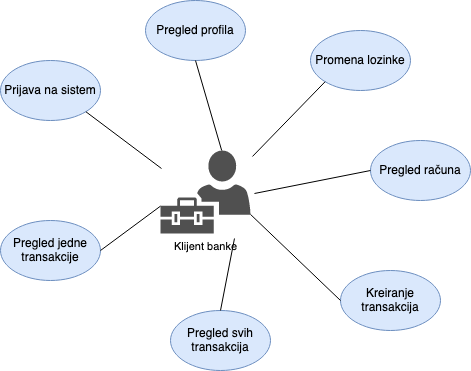 Pregled profila
Promena lozinke
Prijava na sistem
Pregled računa
Klijent banke
Pregled jedne
transakcije
Kreiranje
transakcija
Pregled svih
transakcija